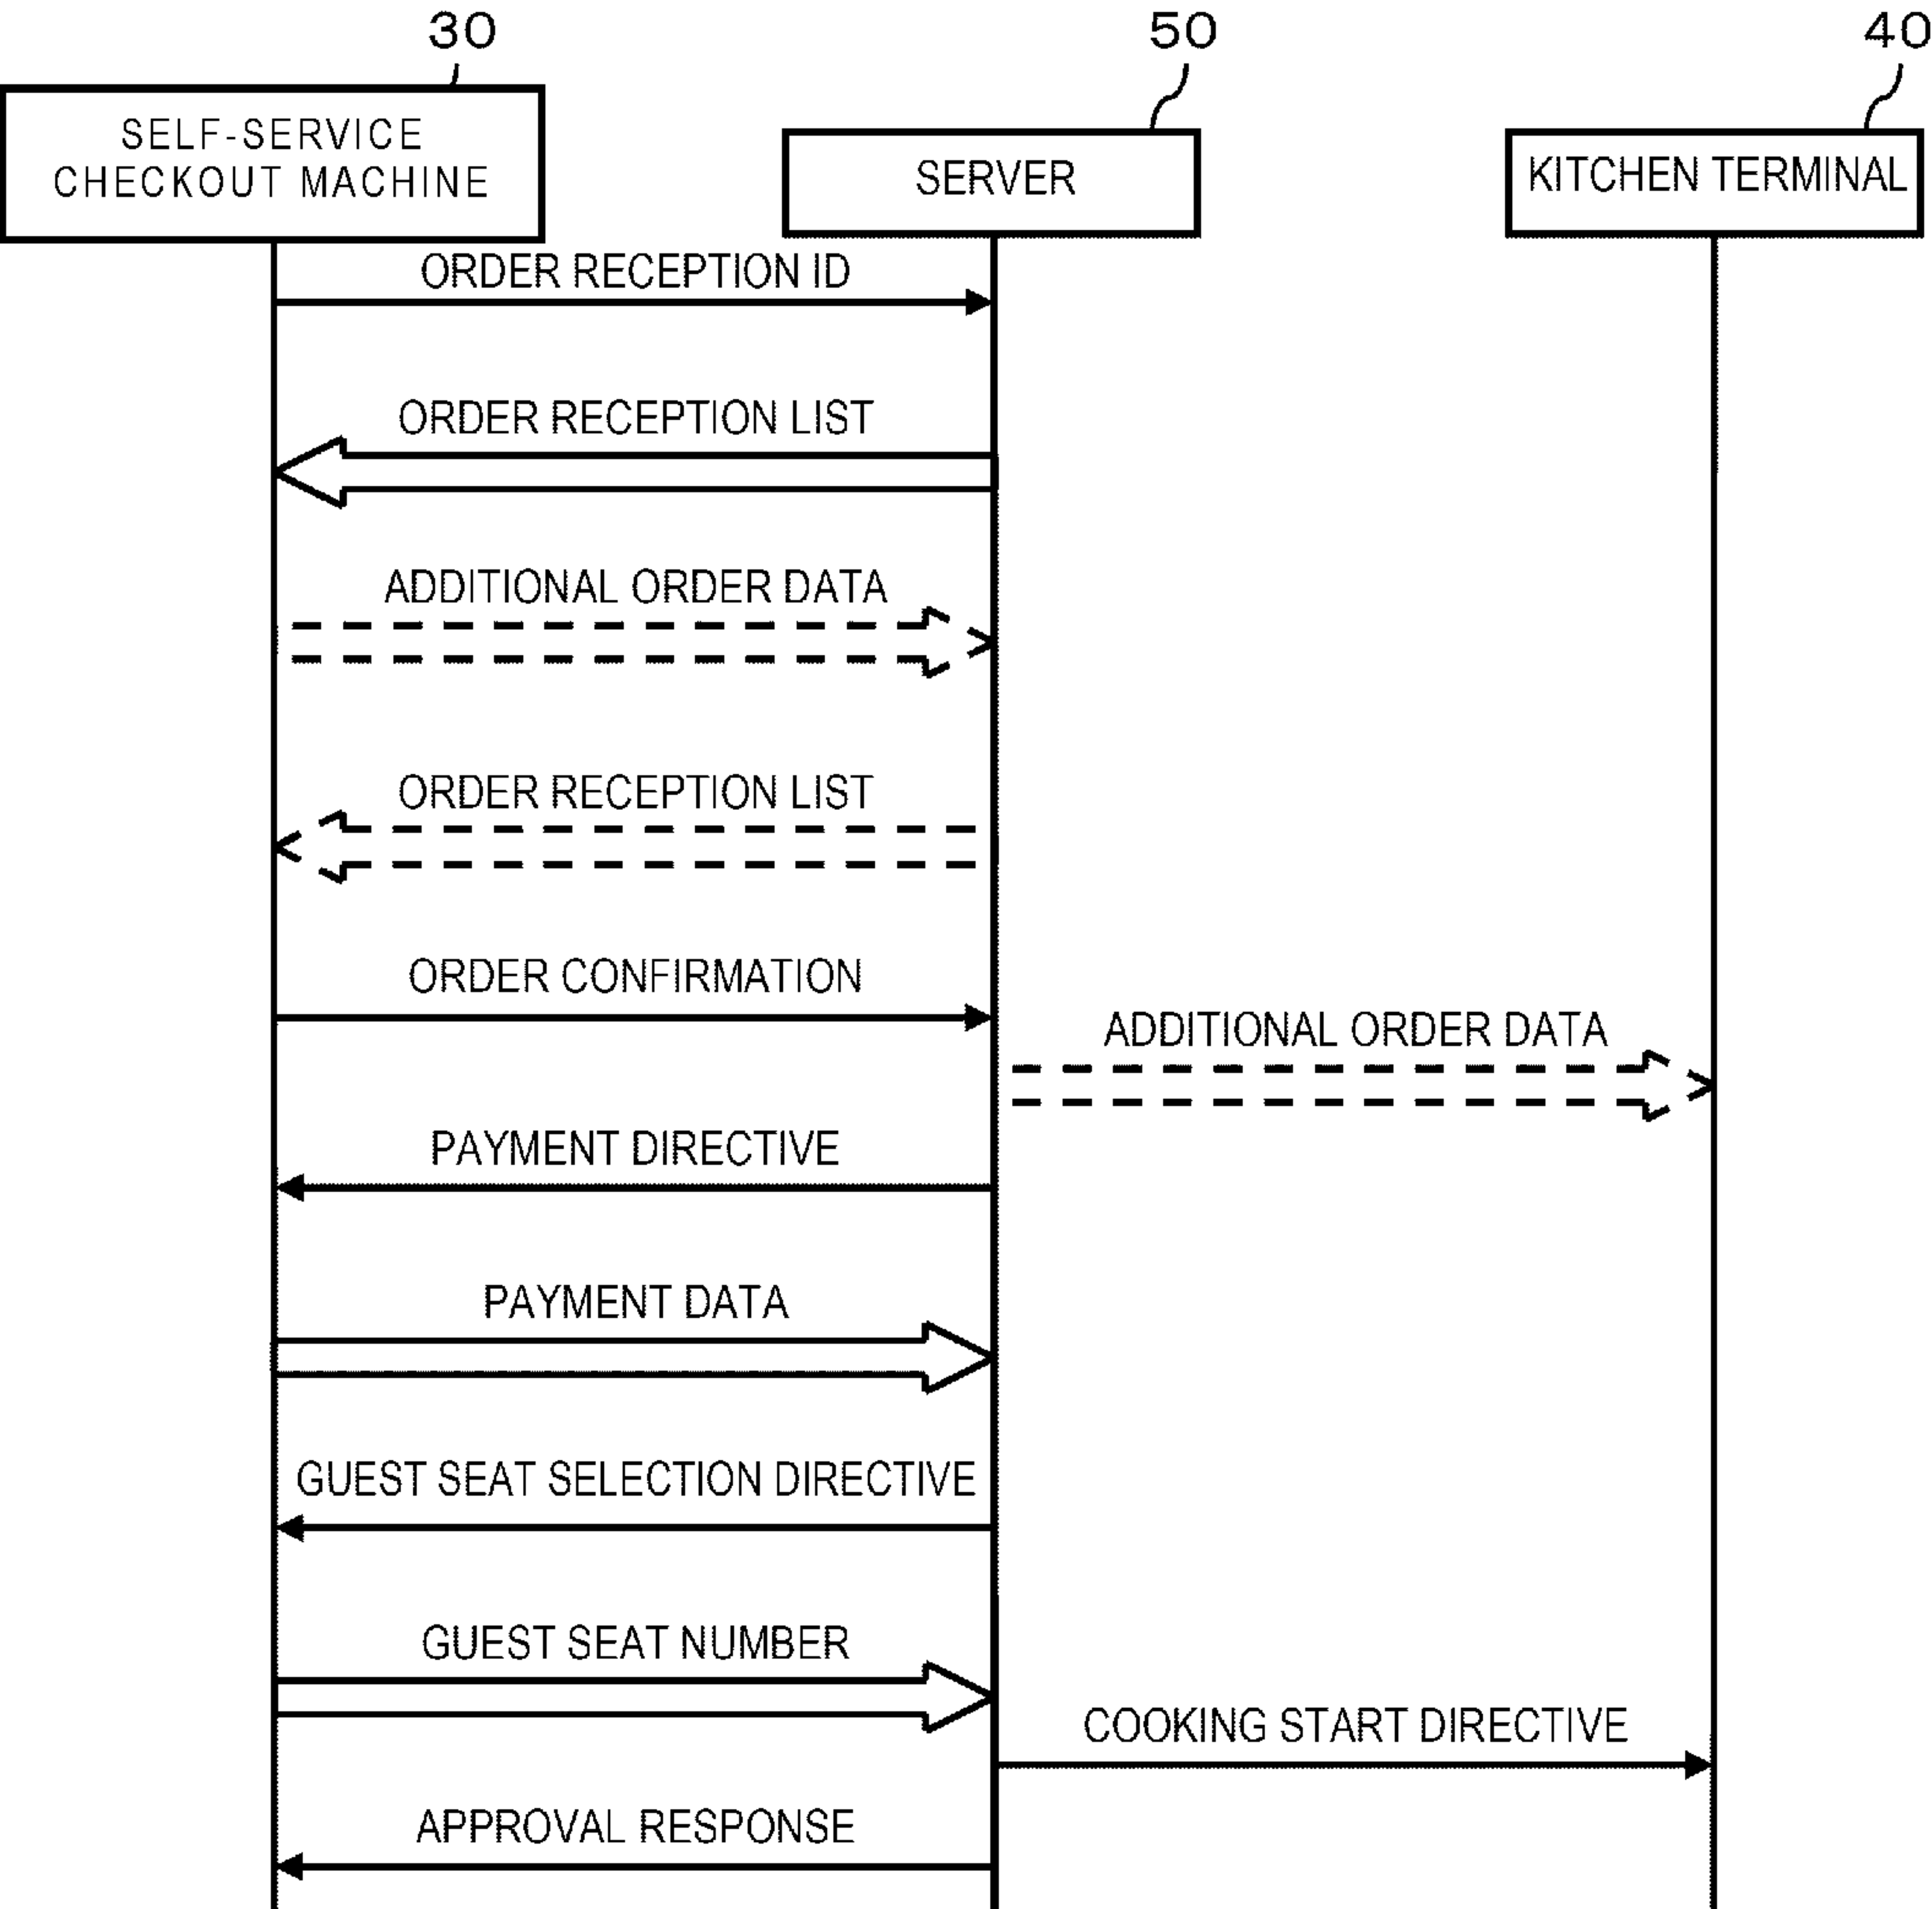 30
50
40
SELF-SERVICE
CHECKOUT MACHINE
SERVER
KITCHEN TERMINAL
ORDER RECEPTION ID
ORDER RECEPTION LIST
ADDITIONAL ORDER DATA
ORDER RECEPTION LIST
ORDER CONFIRMATION
ADDITIONAL ORDER DATA
PAYMENT DIRECTIVE
PAYMENT DATA
GUEST SEAT SELECTION DIRECTIVE
GUEST SEAT NUMBER
COOKING START DIRECTIVE
APPROVAL RESPONSE